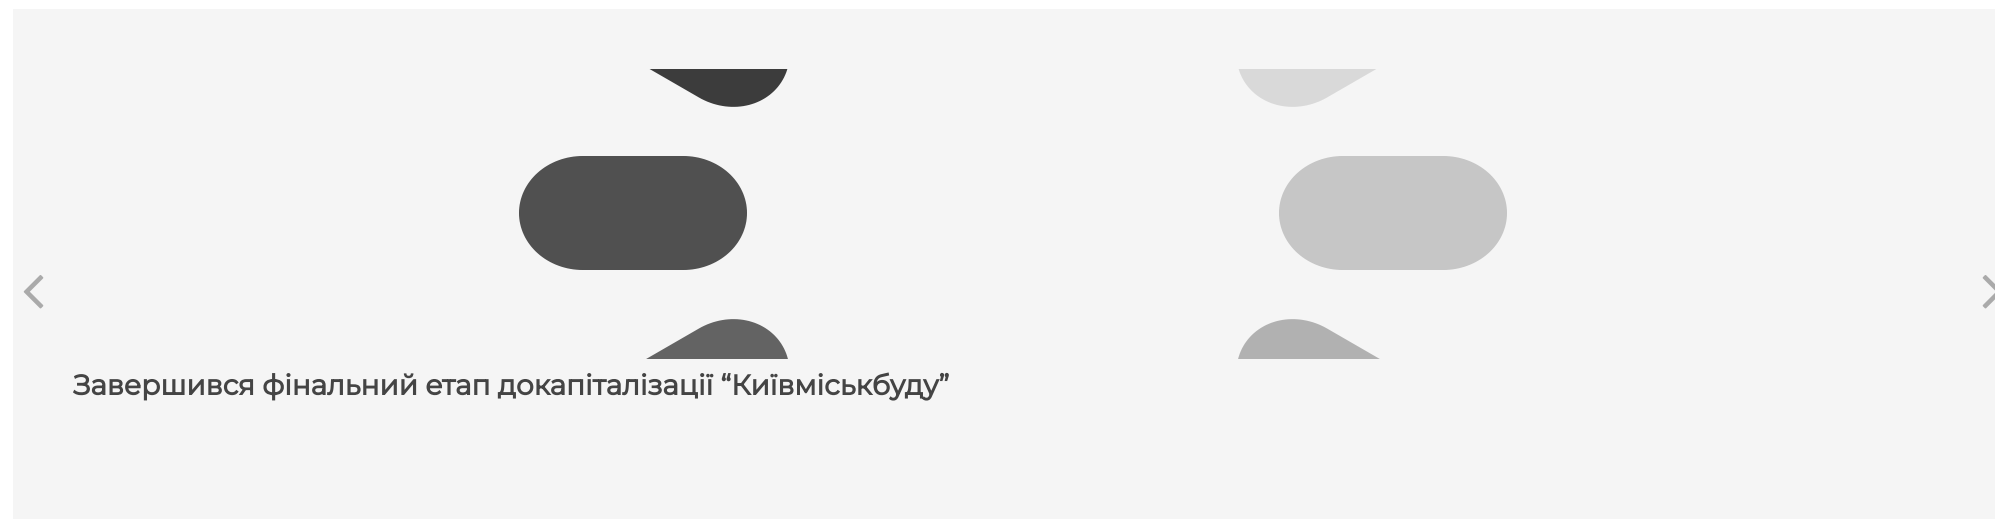 Завершився фінальний етап докапіталізації “Київміськбуду”